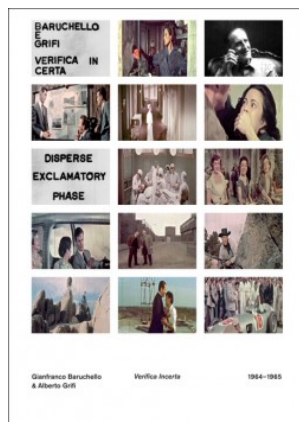 BARUCHELLO
E
GRIFI
VERIFICA IN
CERTA
DISPERSE
EXCLAMATORY
PHASE
Gianfranco Baruchello
& Alberto Grifi
Verifica Incerta
1964–1965